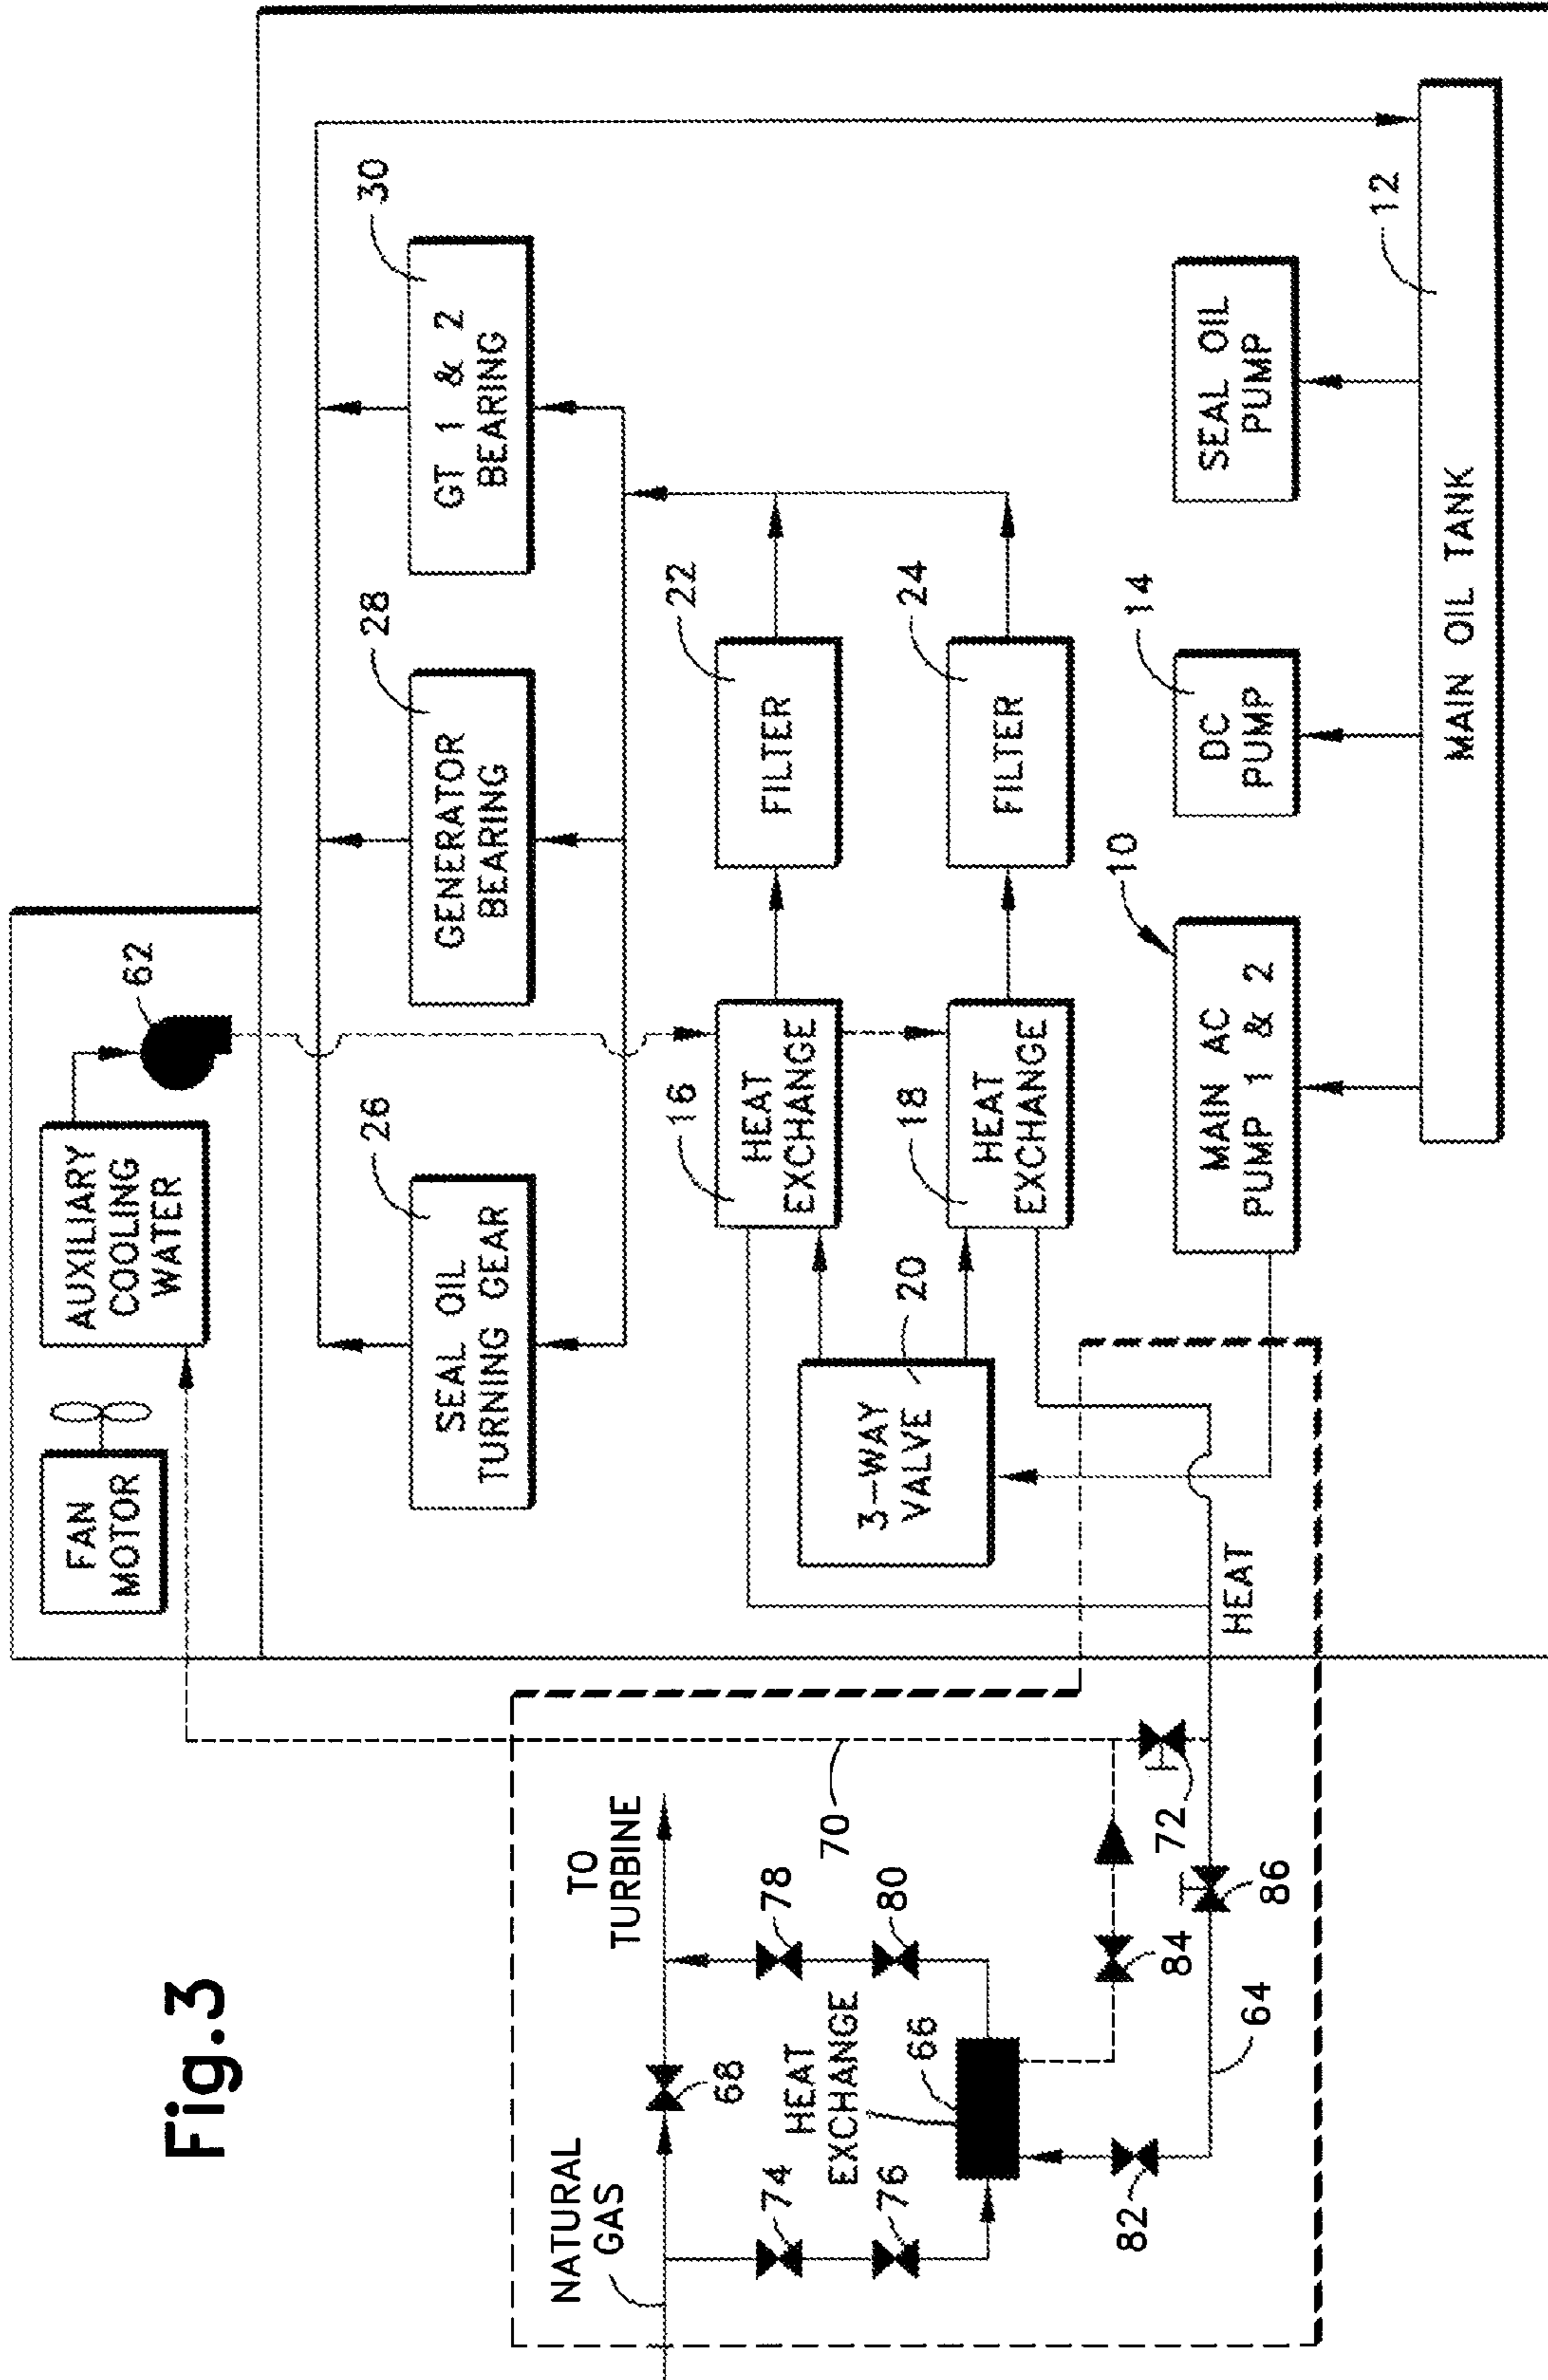 Fig.3
FAN
MOTOR
AUXILIARY
COOLING
WATER
62
SEAL OIL
TURNING GEAR
26
GENERATOR
BEARING
28
GT 1 & 2
BEARING
30
NATURAL
GAS
TO
TURBINE
68
74
76
78
80
HEAT
EXCHANGE
66
70
72
82
84
86
64
HEAT
3-WAY
VALVE
20
HEAT
EXCHANGE
16
HEAT
EXCHANGE
18
FILTER
22
FILTER
24
MAIN AC
PUMP 1 & 2
10
DC
PUMP
14
SEAL OIL
PUMP
MAIN OIL TANK
12